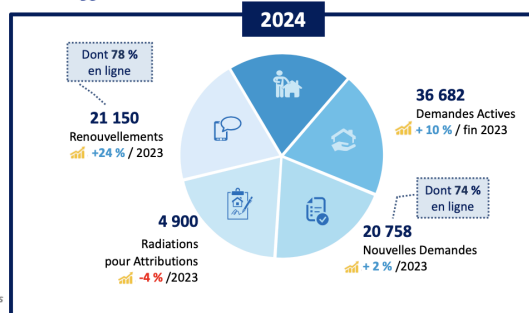 2024
Dont 78 %
en ligne
21 150
Renouvellements
+24 % / 2023
36 682
Demandes Actives
+ 10 % / fin 2023
Dont 74 %
en ligne
20 758
Nouvelles Demandes
+ 2 % /2023
4 900
Radiations
pour Attributions
-4 % /2023
s